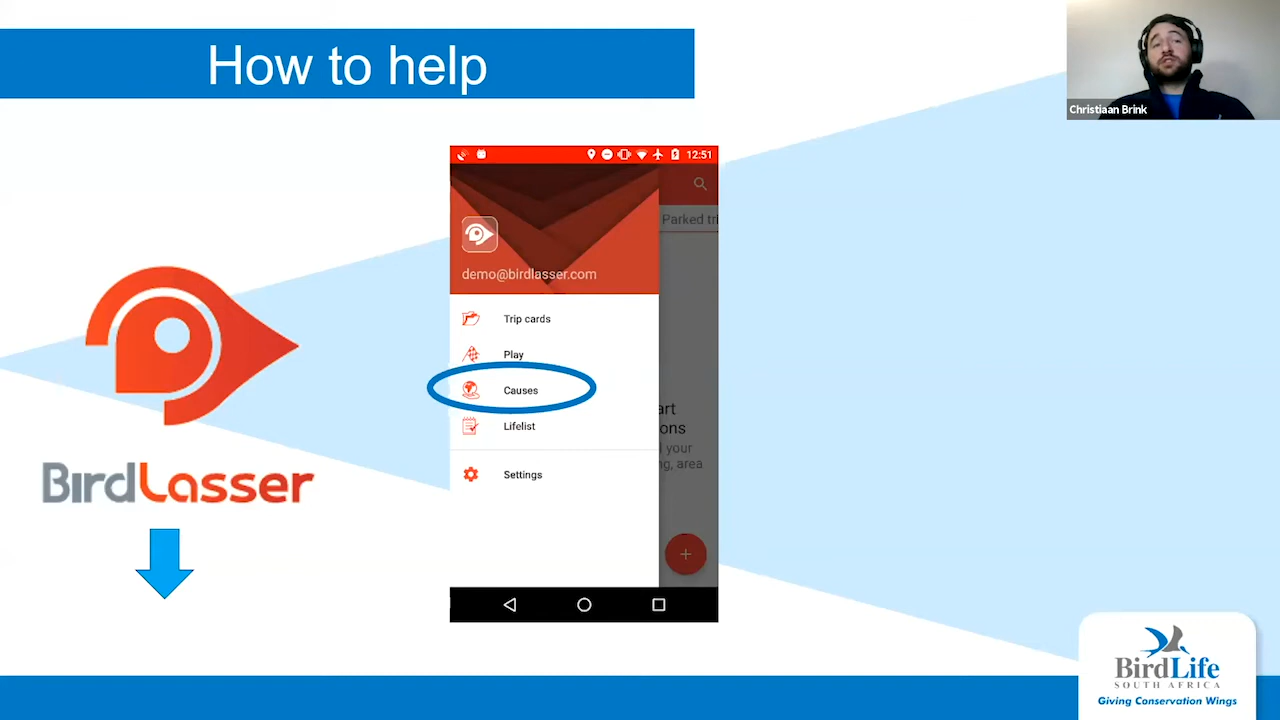 How to help
Christiaan Brink
12:51
Parked tri
demo@birdlasser.com
Trip cards
Play
Causes
Lifelist
Settings
art
ons
l your
ng, area
BirdLasser
BirdLife
SOUTH AFRICA
Giving Conservation Wings